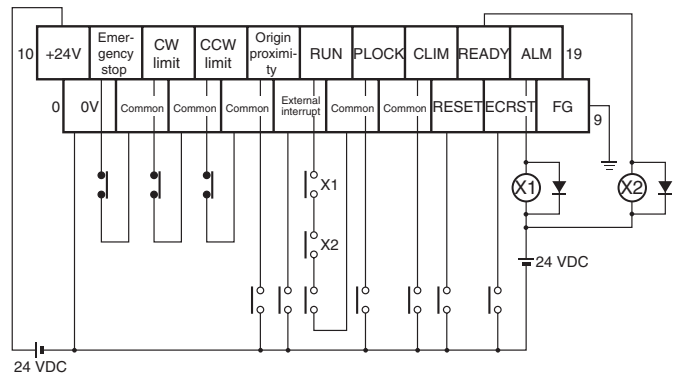 10
+24V
Emer-
gency
stop
CW
limit
CCW
limit
Origin
proximi-
ty
RUN
PLOCK
CLIM
READY
ALM
19
0
0V
Common
Common
Common
External
interrupt
Common
Common
RESET
ECRST
FG
9
X1
X2
X1
X2
24 VDC
24 VDC